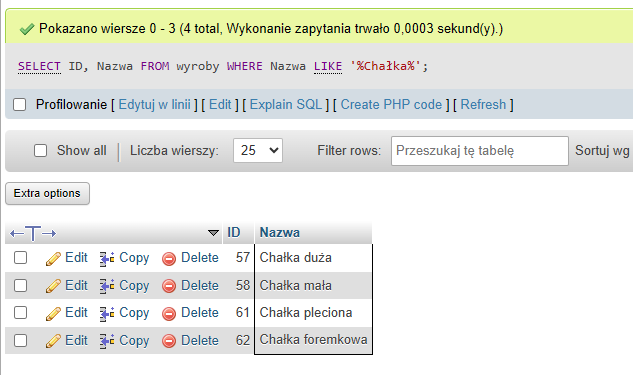 Pokazano wiersze 0 - 3 (4 total, Wykonanie zapytania trwało 0,0003 sekund(y).)
SELECT ID, Nazwa FROM wyroby WHERE Nazwa LIKE '%Chałka%';
Profilowanie [ Edytuj w linii ] [ Edit ] [ Explain SQL ] [ Create PHP code ] [ Refresh ]
Show all Liczba wierszy: 25 Filter rows: Przeszukaj tę tabelę Sortuj wg
Extra options
←T→ ID Nazwa
Edit Copy Delete 57 Chałka duża
Edit Copy Delete 58 Chałka mała
Edit Copy Delete 61 Chałka pleciona
Edit Copy Delete 62 Chałka foremkowa